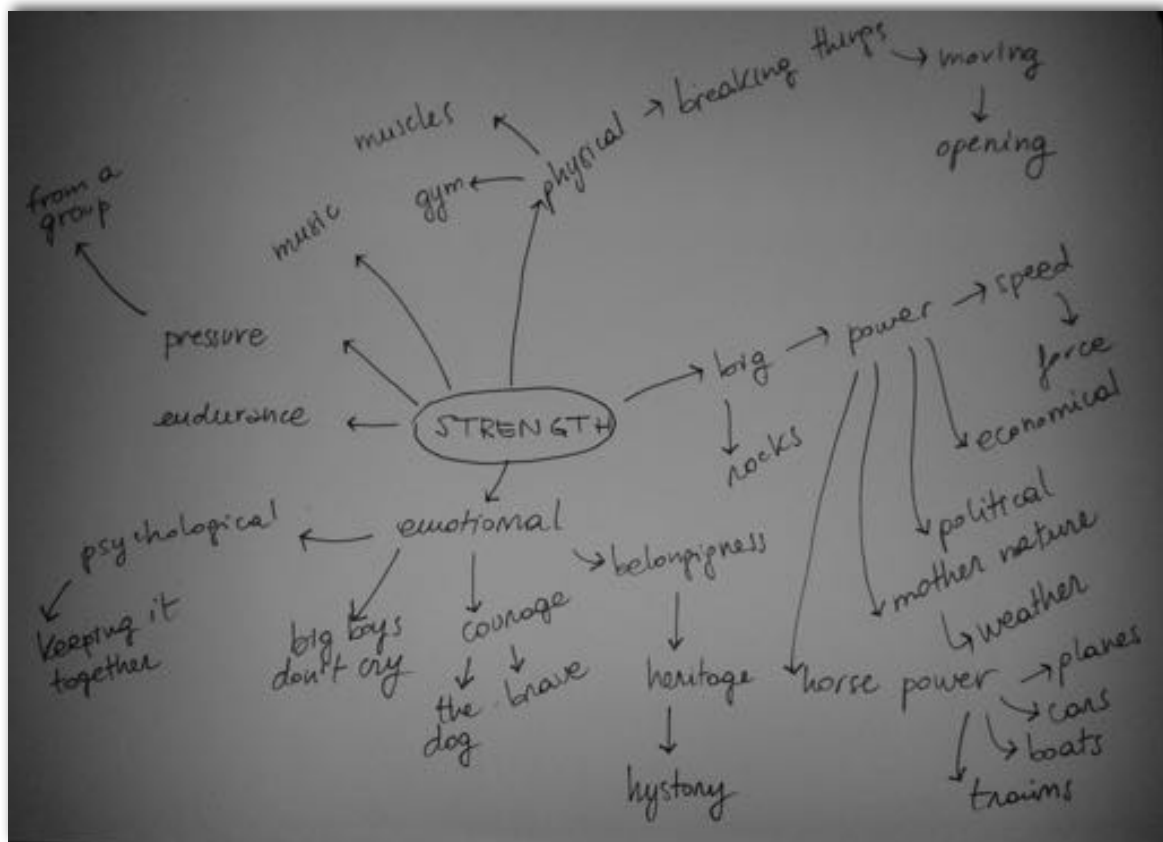 breaking things
moving
opening
muscles
physical
gym
from a
group
music
pressure
endurance
STRENGTH
big
power
speed
force
rocks
economical
political
mother nature
weather
horse power
planes
cars
boats
trains
emotional
psychological
keeping it
together
big boys
don't cry
courage
the
dog
brave
belongigness
heritage
hystory